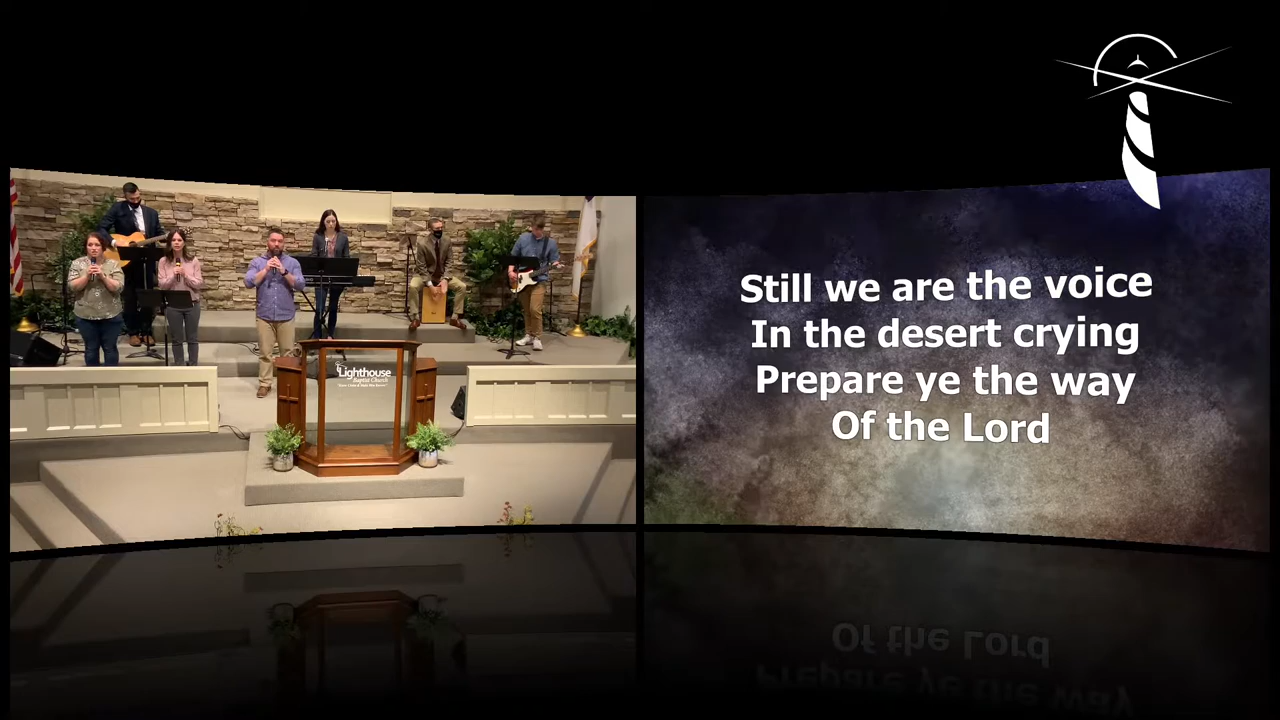 Lighthouse
Baptist Church
Still we are the voice
In the desert crying
Prepare ye the way
Of the Lord